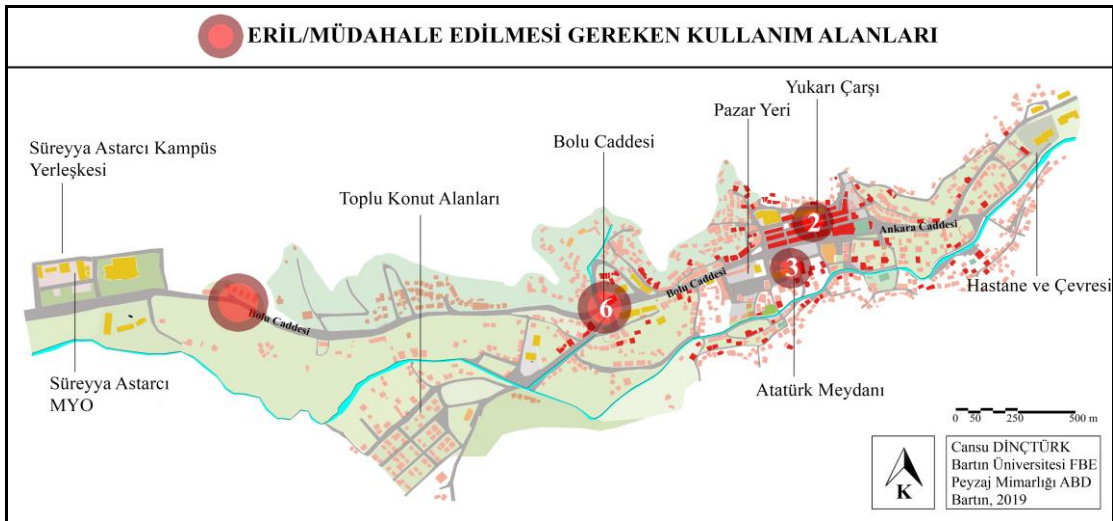 ERİL/MÜDAHALE EDİLMESİ GEREKEN KULLANIM ALANLARI
Yukarı Çarşı
Pazar Yeri
Bolu Caddesi
Süreyya Astarcı Kampüs
Yerleşkesi
Toplu Konut Alanları
2
Ankara Caddesi
3
Bolu Caddesi
Hastane ve Çevresi
6
Bolu Caddesi
Süreyya Astarcı
MYO
Atatürk Meydanı
0 50 250 500 m
K
Cansu DİNÇTÜRK
Bartın Üniversitesi FBE
Peyzaj Mimarlığı ABD
Bartın, 2019